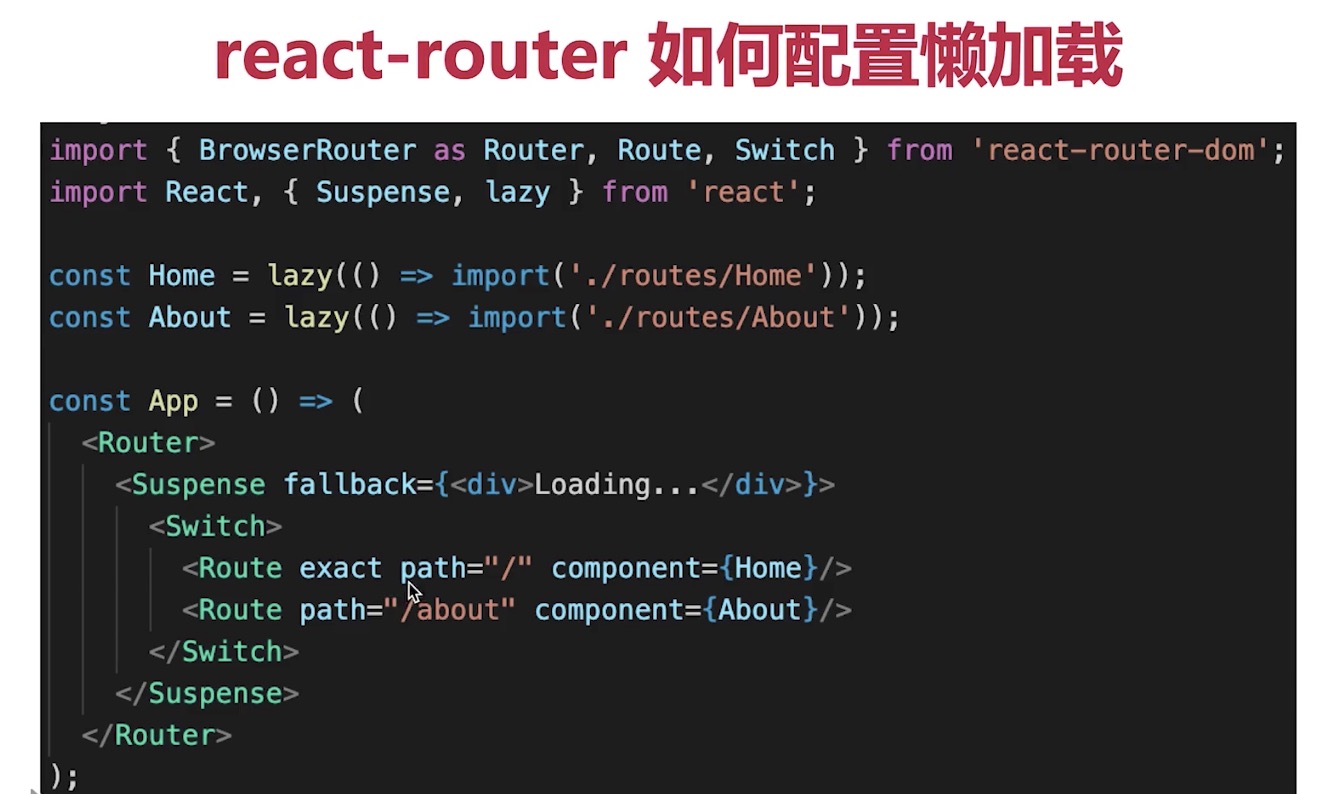 react-router 如何配置懒加载
import { BrowserRouter as Router, Route, Switch } from 'react-router-dom';
import React, { Suspense, lazy } from 'react';
const Home = lazy(() => import('./routes/Home'));
const About = lazy(() => import('./routes/About'));
const App = () => (
<Router>
<Suspense fallback={<div>Loading...</div>}>
<Switch>
<Route exact path="/" component={Home}/>
<Route path="/about" component={About}/>
</Switch>
</Suspense>
</Router>
);